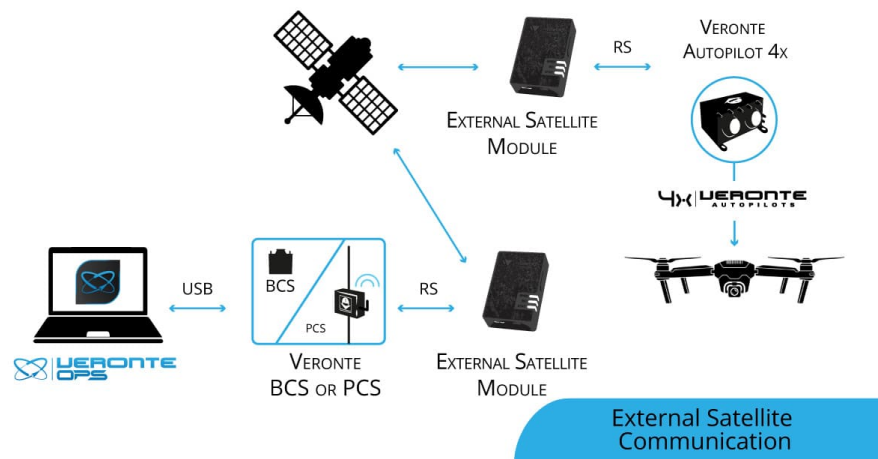 VERONTE
AUTOPILOT 4X
RS
EXTERNAL SATELLITE
MODULE
4X VERONTE
AUTOPILOTS
USB
BCS
PCS
RS
VERONTE
OPS
VERONTE
BCS OR PCS
EXTERNAL SATELLITE
MODULE
External Satellite
Communication